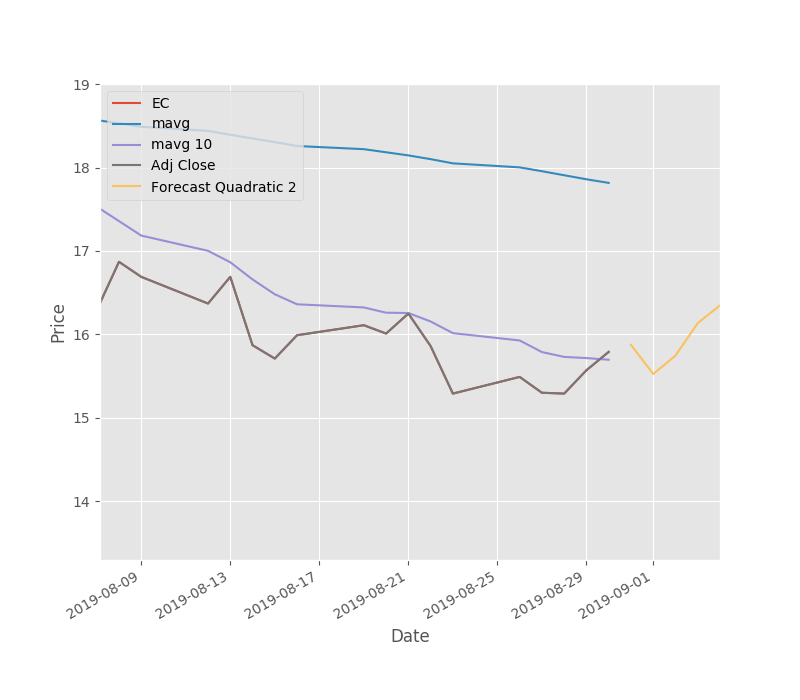 19
18
17
16
15
14
Price
EC
mavg
mavg 10
Adj Close
Forecast Quadratic 2
2019-08-09
2019-08-13
2019-08-17
2019-08-21
2019-08-25
2019-08-29
2019-09-01
Date